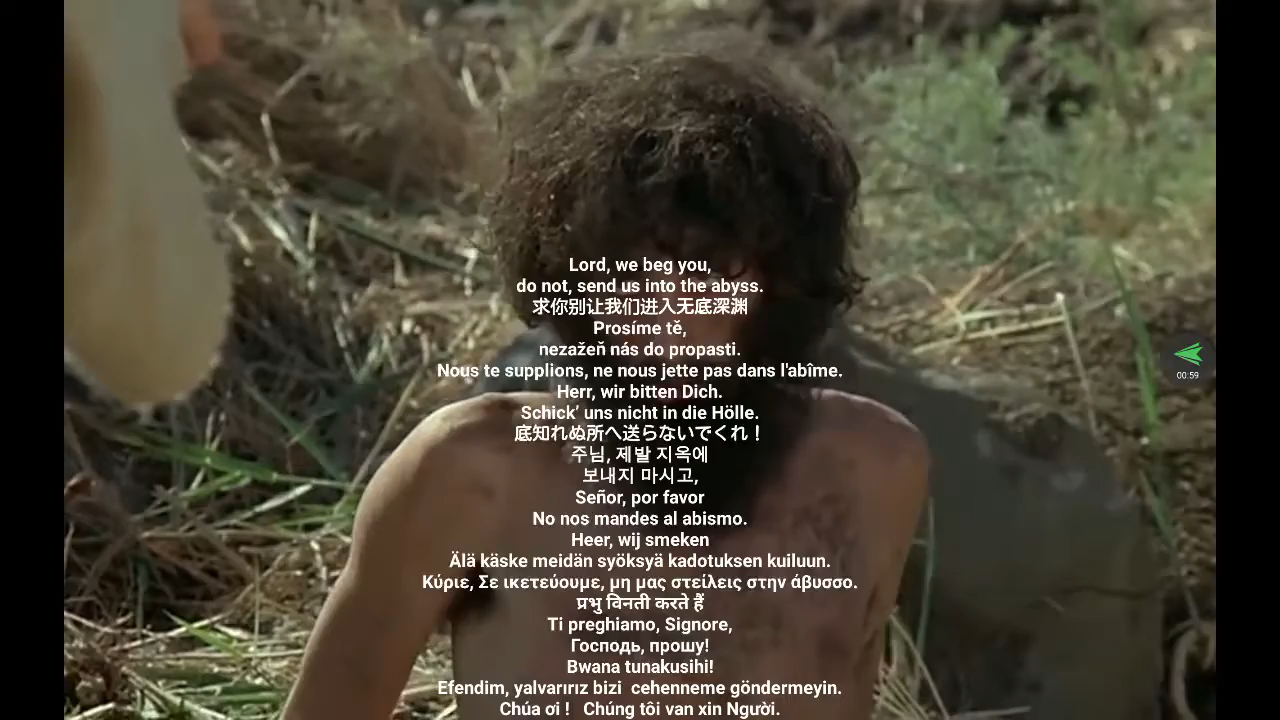 Lord, we beg you,
do not, send us into the abyss.
求你别让我们进入无底深渊
Prosíme tě,
nezažeň nás do propasti.
Nous te supplions, ne nous jette pas dans l'abîme.
Herr, wir bitten Dich.
Schick’ uns nicht in die Hölle.
底知れぬ所へ送らないでくれ！
주님, 제발 지옥에
보내지 마시고,
Señor, por favor
No nos mandes al abismo.
Heer, wij smeken
Älä käske meidän syöksyä kadotuksen kuiluun.
Κύριε, Σε ικετεύουμε, μη μας στείλεις στην άβυσσο.
प्रभु विनती करते हैं
Ti preghiamo, Signore,
Господь, прошу!
Bwana tunakusihi!
Efendim, yalvarırız bizi  cehenneme göndermeyin.
Chúa ơi !   Chúng tôi van xin Người.
00:59